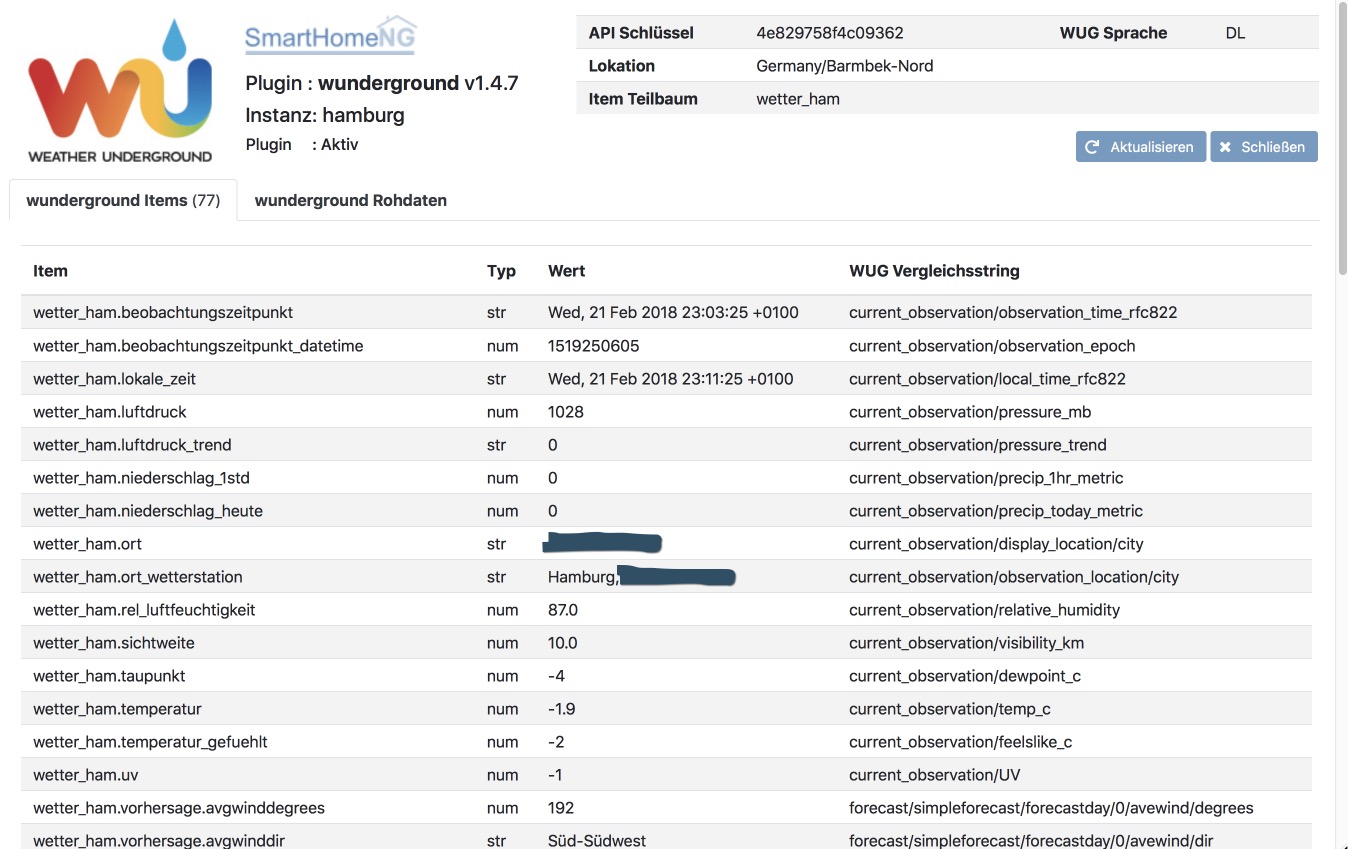 WEATHER UNDERGROUND
SmartHomeNG
Plugin : wunderground v1.4.7
Instanz: hamburg
Plugin : Aktiv
API Schlüssel 4e829758f4c09362 WUG Sprache DL
Lokation Germany/Barmbek-Nord
Item Teilbaum wetter_ham
Aktualisieren Schließen
wunderground Items (77) wunderground Rohdaten
Item Typ Wert WUG Vergleichsstring
wetter_ham.beobachtungszeitpunkt str Wed, 21 Feb 2018 23:03:25 +0100 current_observation/observation_time_rfc822
wetter_ham.beobachtungszeitpunkt_datetime num 1519250605 current_observation/observation_epoch
wetter_ham.lokale_zeit str Wed, 21 Feb 2018 23:11:25 +0100 current_observation/local_time_rfc822
wetter_ham.luftdruck num 1028 current_observation/pressure_mb
wetter_ham.luftdruck_trend str 0 current_observation/pressure_trend
wetter_ham.niederschlag_1std num 0 current_observation/precip_1hr_metric
wetter_ham.niederschlag_heute num 0 current_observation/precip_today_metric
wetter_ham.ort str current_observation/display_location/city
wetter_ham.ort_wetterstation str Hamburg, current_observation/observation_location/city
wetter_ham.rel_luftfeuchtigkeit num 87.0 current_observation/relative_humidity
wetter_ham.sichtweite num 10.0 current_observation/visibility_km
wetter_ham.taupunkt num -4 current_observation/dewpoint_c
wetter_ham.temperatur num -1.9 current_observation/temp_c
wetter_ham.temperatur_gefuehlt num -2 current_observation/feelslike_c
wetter_ham.uv num -1 current_observation/UV
wetter_ham.vorhersage.avgwinddegrees num 192 forecast/simpleforecast/forecastday/0/avewind/degrees
wetter_ham.vorhersage.avgwinddir str Süd-Südwest forecast/simpleforecast/forecastday/0/avewind/dir